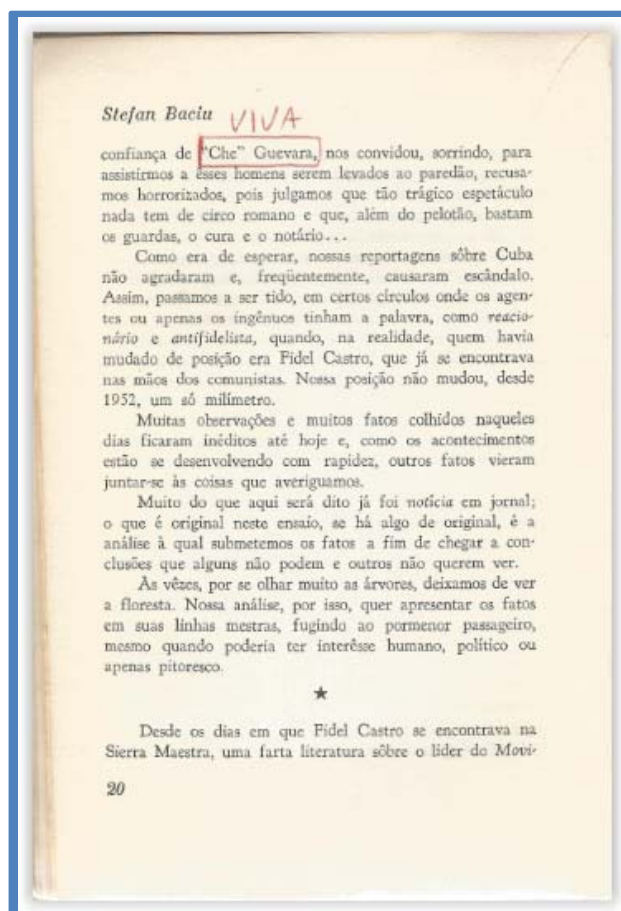 Stefan Baciu
VIVA
confiança de "Che" Guevara, nos convidou, sorrindo, para
assistirmos a êsses homens serem levados ao paredão, recusa-
mos horrorizados, pois julgamos que tão trágico espetáculo
nada tem de circo romano e que, além do pelotão, bastam
os guardas, o cura e o notário...
Como era de esperar, nossas reportagens sôbre Cuba
não agradaram e, freqüentemente, causaram escândalo.
Assim, passamos a ser tido, em certos círculos onde os agen-
tes ou apenas os ingênuos tinham a palavra, como reacio-
nário e antifidelista, quando, na realidade, quem havia
mudado de posição era Fidel Castro, que já se encontrava
nas mãos dos comunistas. Nossa posição não mudou, desde
1952, um só milímetro.
Muitas observações e muitos fatos colhidos naqueles
dias ficaram inéditos até hoje e, como os acontecimentos
estão se desenvolvendo com rapidez, outros fatos vieram
juntar-se às coisas que averiguamos.
Muito do que aqui será dito já foi notícia em jornal;
o que é original neste ensaio, se há algo de original, é a
análise à qual submetemos os fatos a fim de chegar a con-
clusões que alguns não podem e outros não querem ver.
Às vêzes, por se olhar muito as árvores, deixamos de ver
a floresta. Nossa análise, por isso, quer apresentar os fatos
em suas linhas mestras, fugindo ao pormenor passageiro,
mesmo quando poderia ter interêsse humano, político ou
apenas pitoresco.
★
Desde os dias em que Fidel Castro se encontrava na
Sierra Maestra, uma farta literatura sôbre o líder do Movi-
20